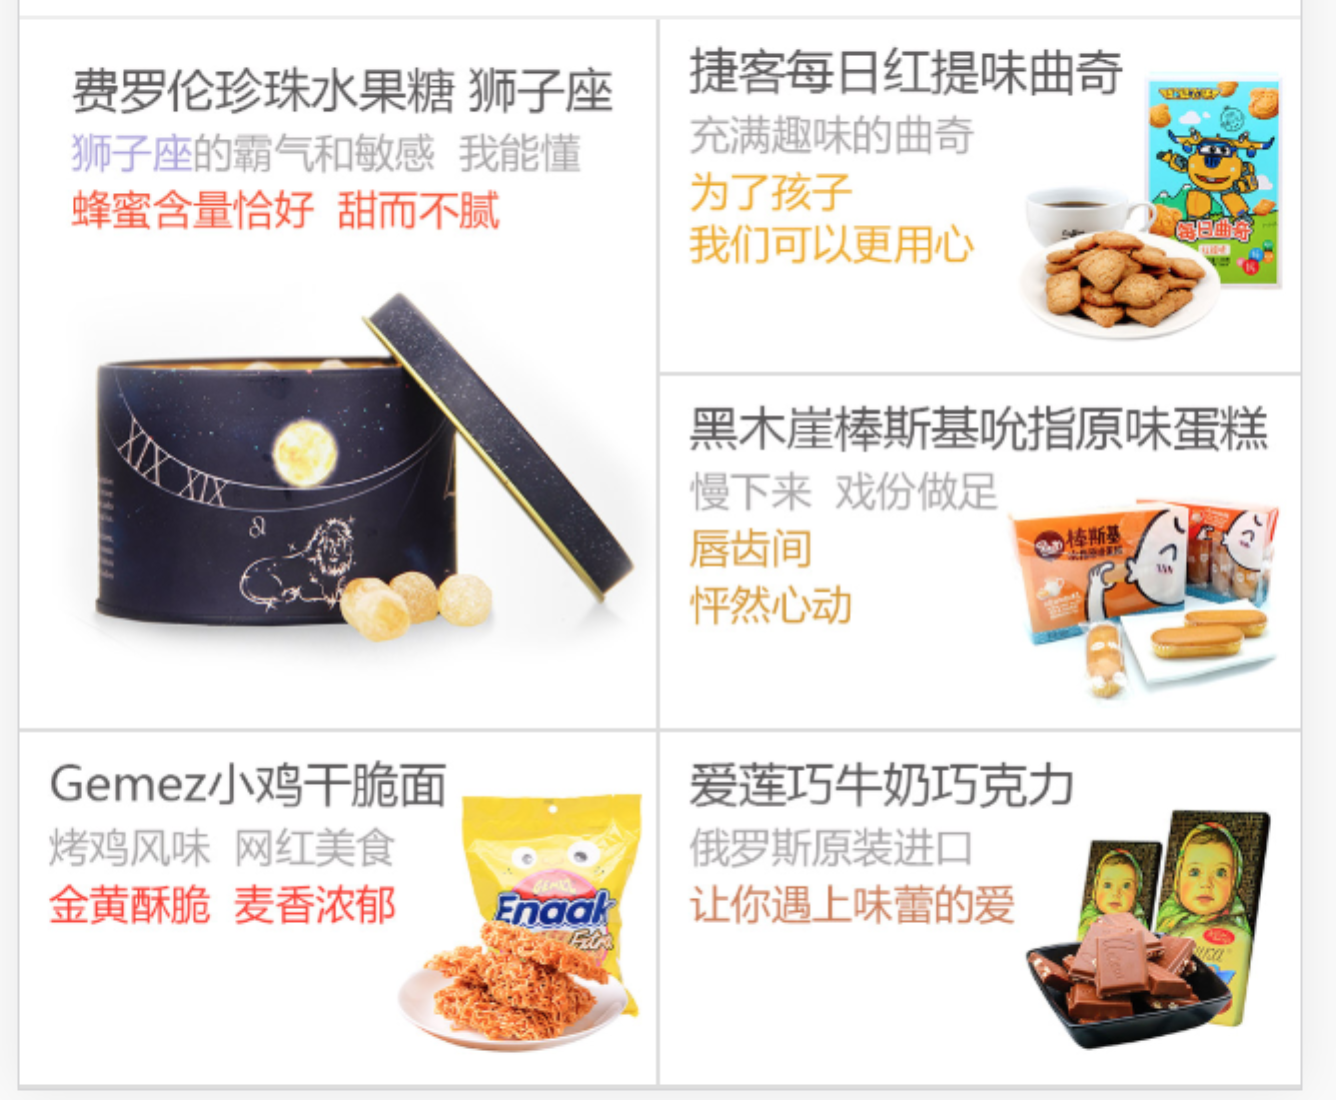 费罗伦珍珠水果糖 狮子座
狮子座的霸气和敏感 我能懂
蜂蜜含量恰好 甜而不腻
XIX XIX
捷客每日红提味曲奇
充满趣味的曲奇
为了孩子
我们可以更用心
每日曲奇
黑木崖棒斯基吮指原味蛋糕
慢下来 戏份做足
唇齿间
怦然心动
棒斯基
Gemez小鸡干脆面
烤鸡风味 网红美食
金黄酥脆 麦香浓郁
GEMEZ
Enaak
Extra
爱莲巧牛奶巧克力
俄罗斯原装进口
让你遇上味蕾的爱